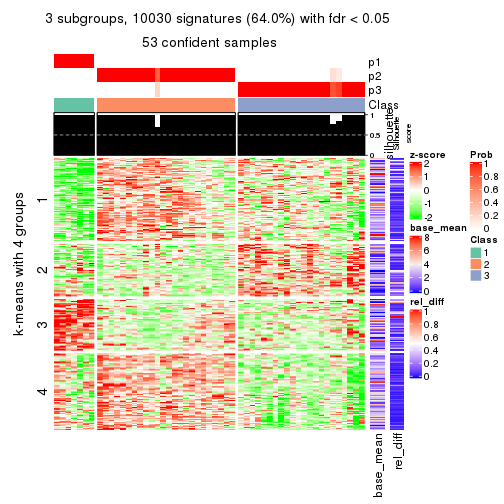 3 subgroups, 10030 signatures (64.0%) with fdr < 0.05
53 confident samples
p1
p2
p3
Class
1
0.5
0
silhouette
Silhouette
score
k-means with 4 groups
1
2
3
4
base_mean
rel_diff
z-score
2
1
0
-1
-2
base_mean
8
6
4
2
0
rel_diff
1
0.8
0.6
0.4
0.2
0
Prob
1
0.8
0.6
0.4
0.2
0
Class
1
2
3